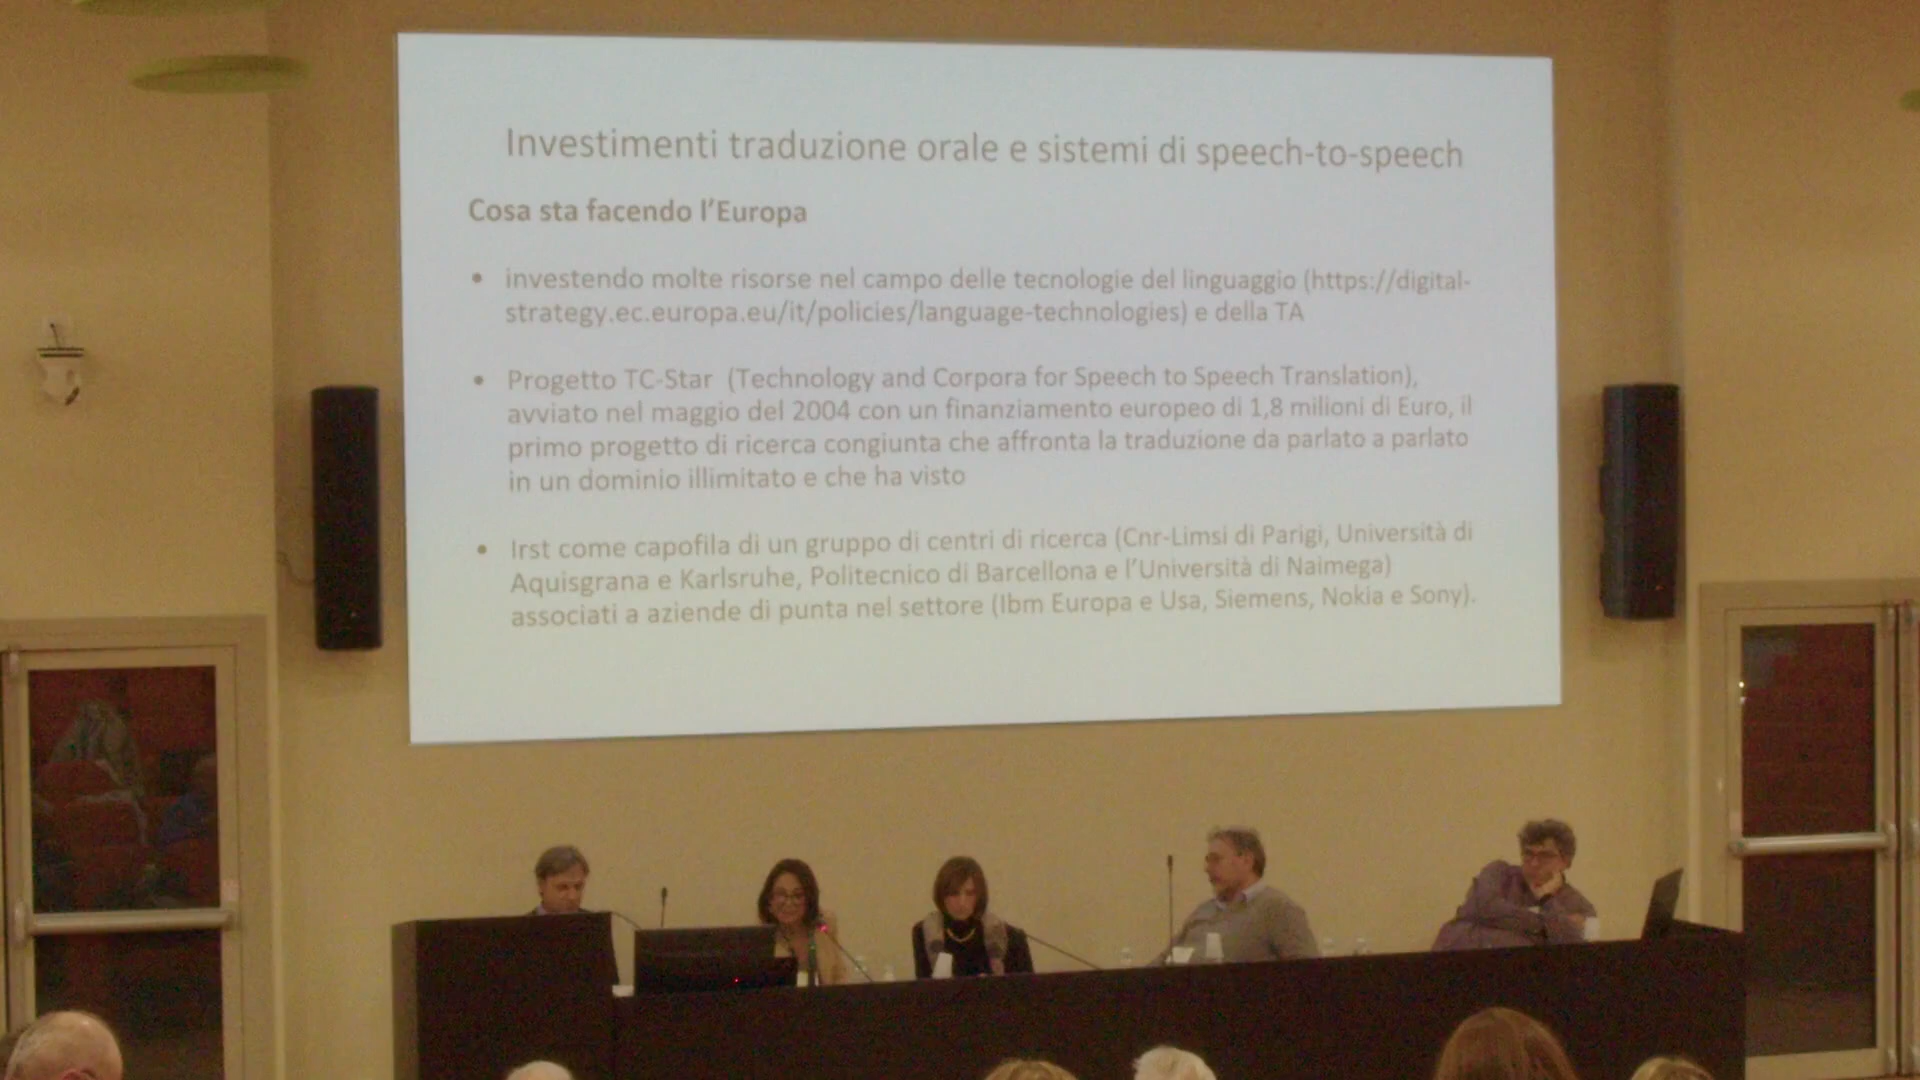 Investimenti traduzione orale e sistemi di speech-to-speech
Cosa sta facendo l'Europa
• investendo molte risorse nel campo delle tecnologie del linguaggio (https://digital-
strategy.ec.europa.eu/it/policies/language-technologies) e della TA
• Progetto TC-Star (Technology and Corpora for Speech to Speech Translation),
avviato nel maggio del 2004 con un finanziamento europeo di 1,8 milioni di Euro, il
primo progetto di ricerca congiunta che affronta la traduzione da parlato a parlato
in un dominio illimitato e che ha visto
• Irst come capofila di un gruppo di centri di ricerca (Cnr-Limsi di Parigi, Università di
Aquisgrana e Karlsruhe, Politecnico di Barcellona e l'Università di Naimega)
associati a aziende di punta nel settore (Ibm Europa e Usa, Siemens, Nokia e Sony).